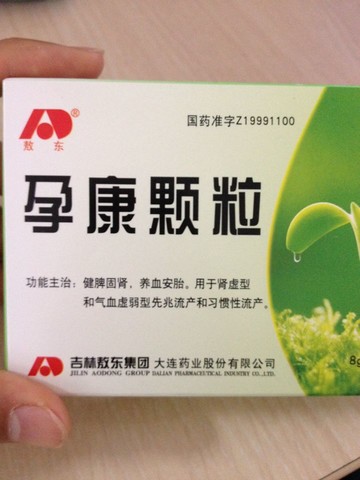 国药准字Z19991100
®
敖东
孕康颗粒
功能主治：健脾固肾，养血安胎。用于肾虚型
和气血虚弱型先兆流产和习惯性流产。
吉林敖东集团 大连药业股份有限公司
JILIN AODONG GROUP DALIAN PHARMACEUTICAL INDUSTRY CO.,LTD.
8g